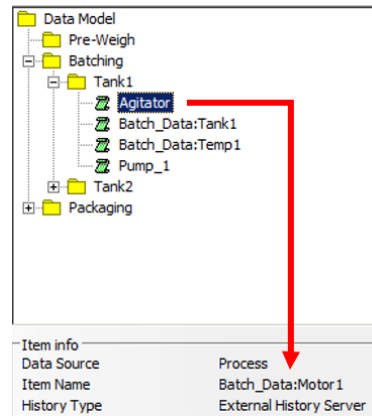 Data Model
Pre-Weigh
Batching
Tank1
Agitator
Batch_Data:Tank1
Batch_Data:Temp1
Pump_1
Tank2
Packaging
Item info
Data Source Process
Item Name Batch_Data:Motor1
History Type External History Server